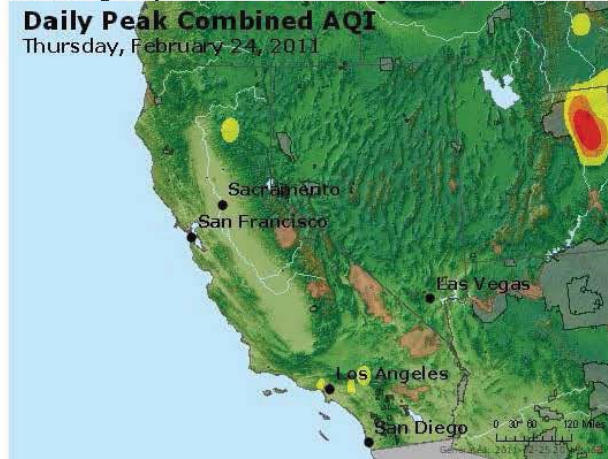 Daily Peak Combined AQI
Thursday, February 24, 2011
Sacramento
San Francisco
Las Vegas
Los Angeles
San Diego
0 30 60 120 Miles